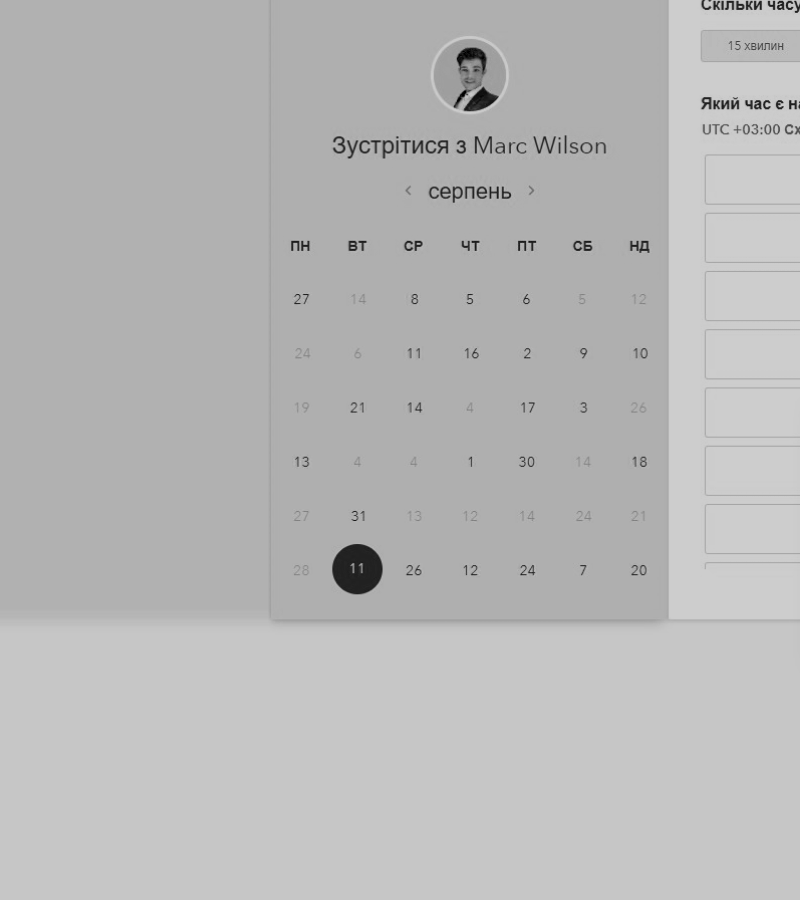 Скільки часу
15 хвилин
Який час є
UTC +03:00
Зустрітися з Marc Wilson
серпень
ПН ВТ СР ЧТ ПТ СБ НД
27 14 8 5 6 5 12
24 6 11 16 2 9 10
19 21 14 4 17 3 26
13 4 4 1 30 14 18
27 31 13 12 14 24 21
28 11 26 12 24 7 20